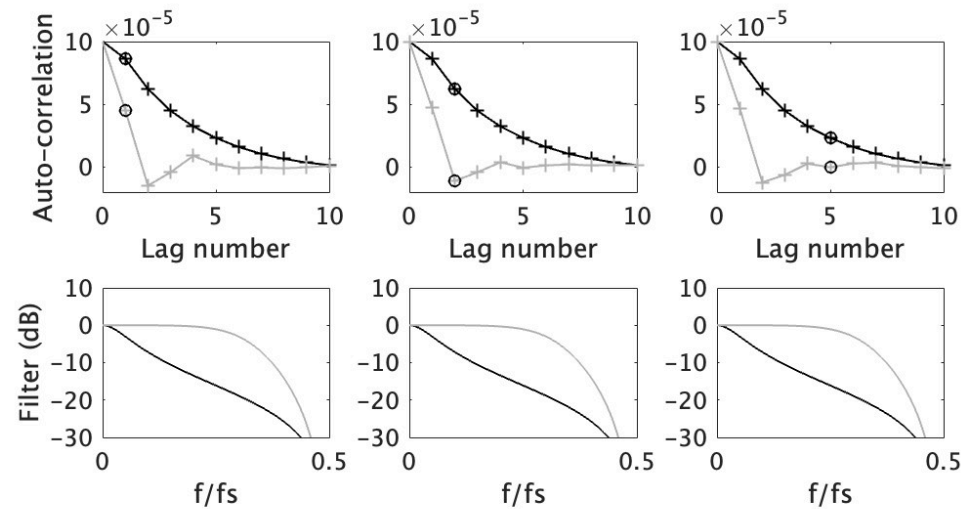 ×10⁻⁵ ×10⁻⁵ ×10⁻⁵
Auto-correlation
10 10 10
5 5 5
0 0 0
0 5 10 0 5 10 0 5 10
Lag number Lag number Lag number
Filter (dB)
10 10 10
0 0 0
−10 −10 −10
−20 −20 −20
−30 −30 −30
0 0.5 0 0.5 0 0.5
f/fs f/fs f/fs